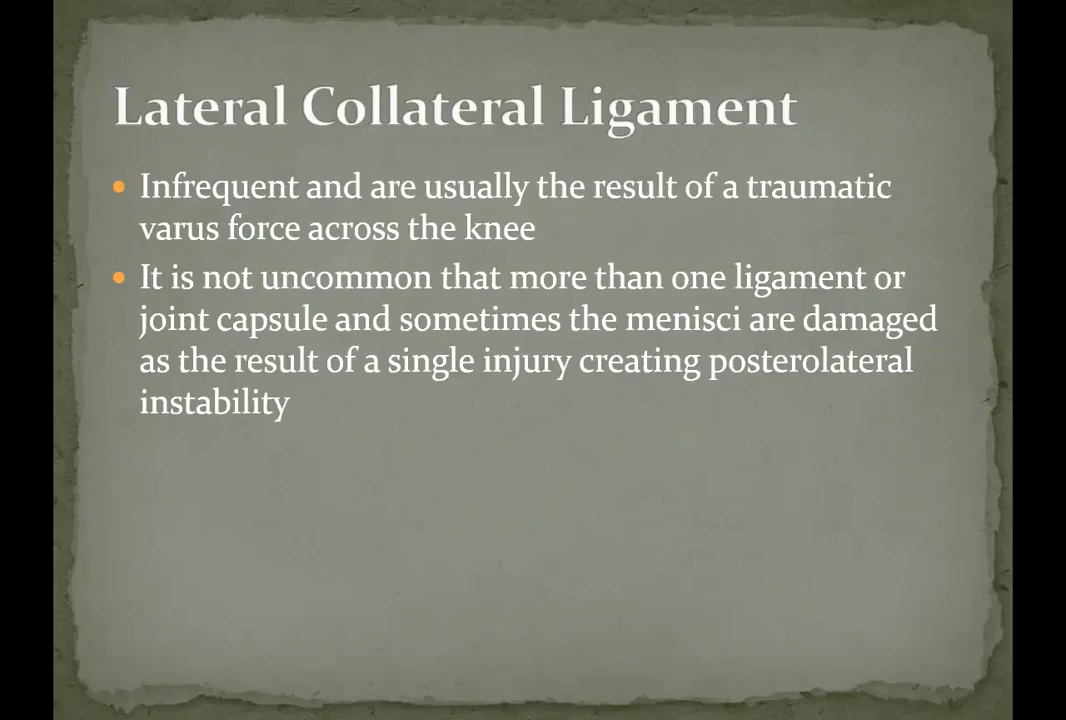 Lateral Collateral Ligament
• Infrequent and are usually the result of a traumatic
varus force across the knee
• It is not uncommon that more than one ligament or
joint capsule and sometimes the menisci are damaged
as the result of a single injury creating posterolateral
instability